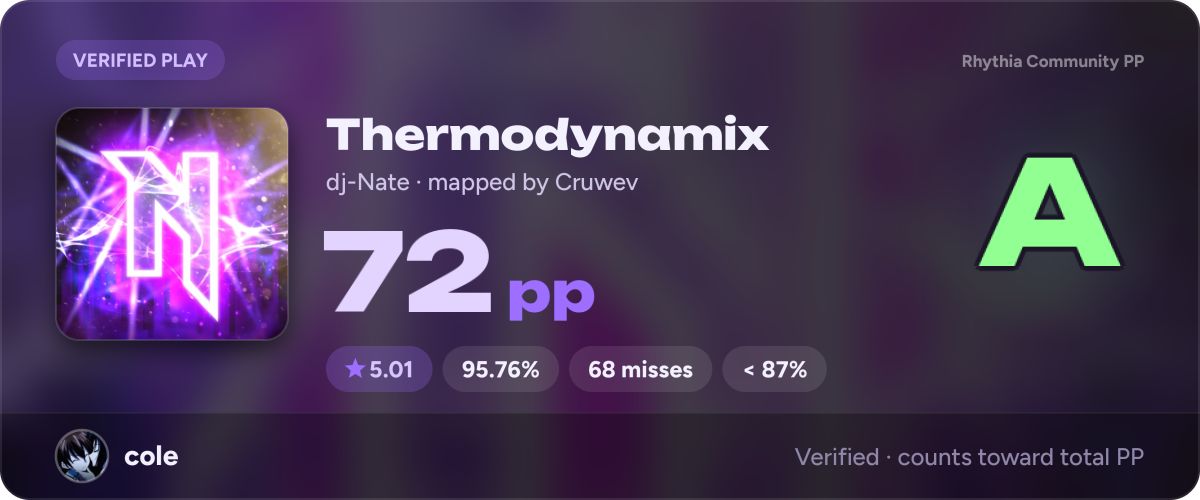 VERIFIED PLAY
Rhythia Community PP
N
Thermodynamix
dj-Nate · mapped by Cruwev
72 pp
A
★ 5.01
95.76%
68 misses
< 87%
cole
Verified · counts toward total PP